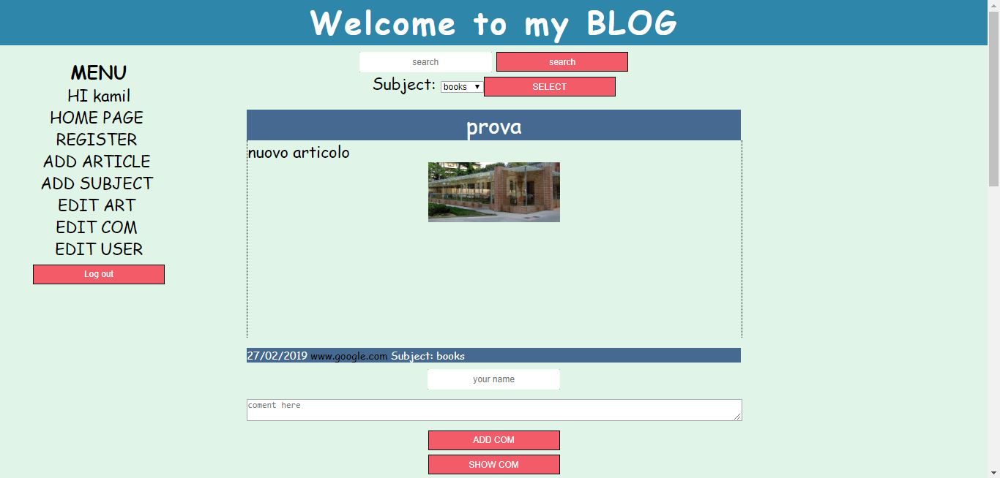 Welcome to my BLOG
search search
Subject: books SELECT
MENU
HI kamil
HOME PAGE
REGISTER
ADD ARTICLE
ADD SUBJECT
EDIT ART
EDIT COM
EDIT USER
Log out
prova
nuovo articolo
27/02/2019 www.google.com Subject: books
your name
coment here
ADD COM
SHOW COM